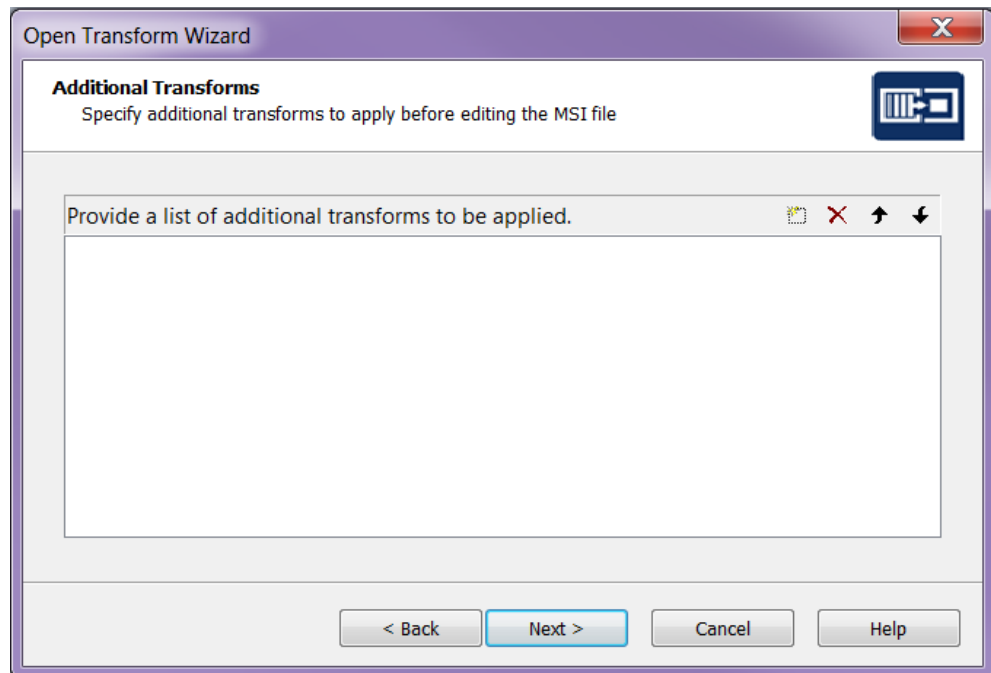 Open Transform Wizard
Additional Transforms
Specify additional transforms to apply before editing the MSI file
Provide a list of additional transforms to be applied.
< Back
Next >
Cancel
Help